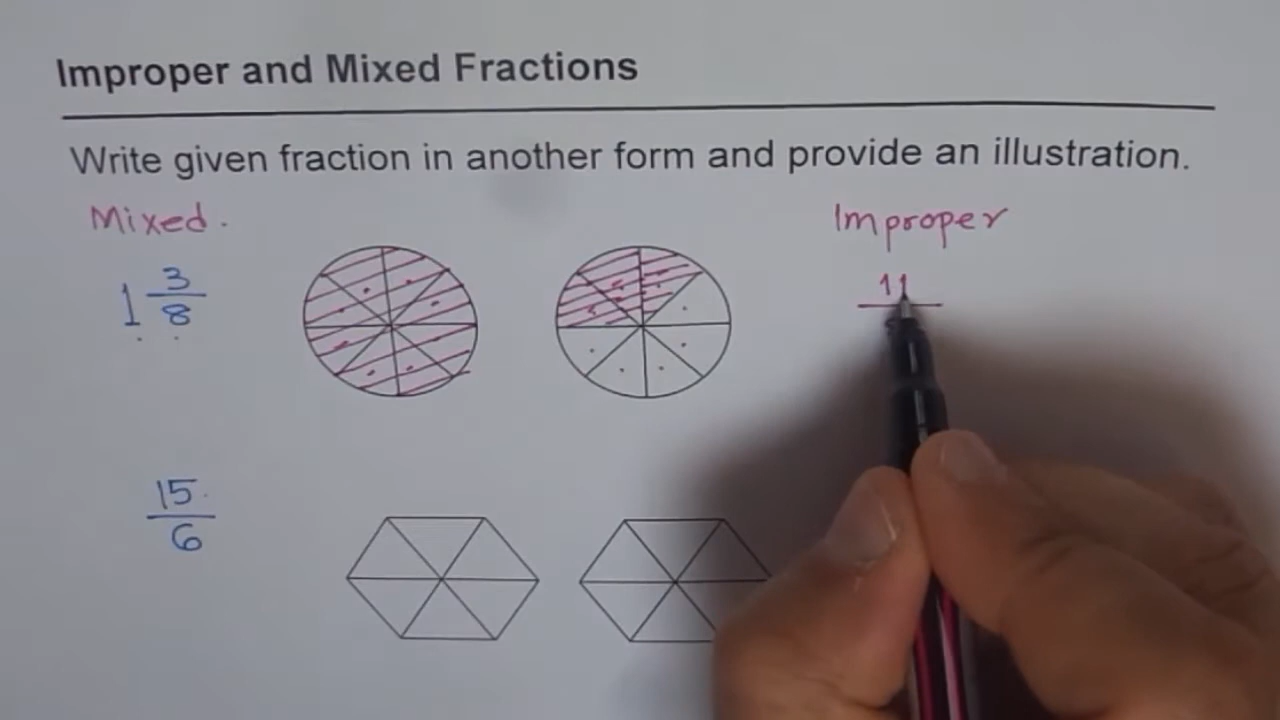 Improper and Mixed Fractions
Write given fraction in another form and provide an illustration.
Mixed. Improper
1 3/8 11
15/6